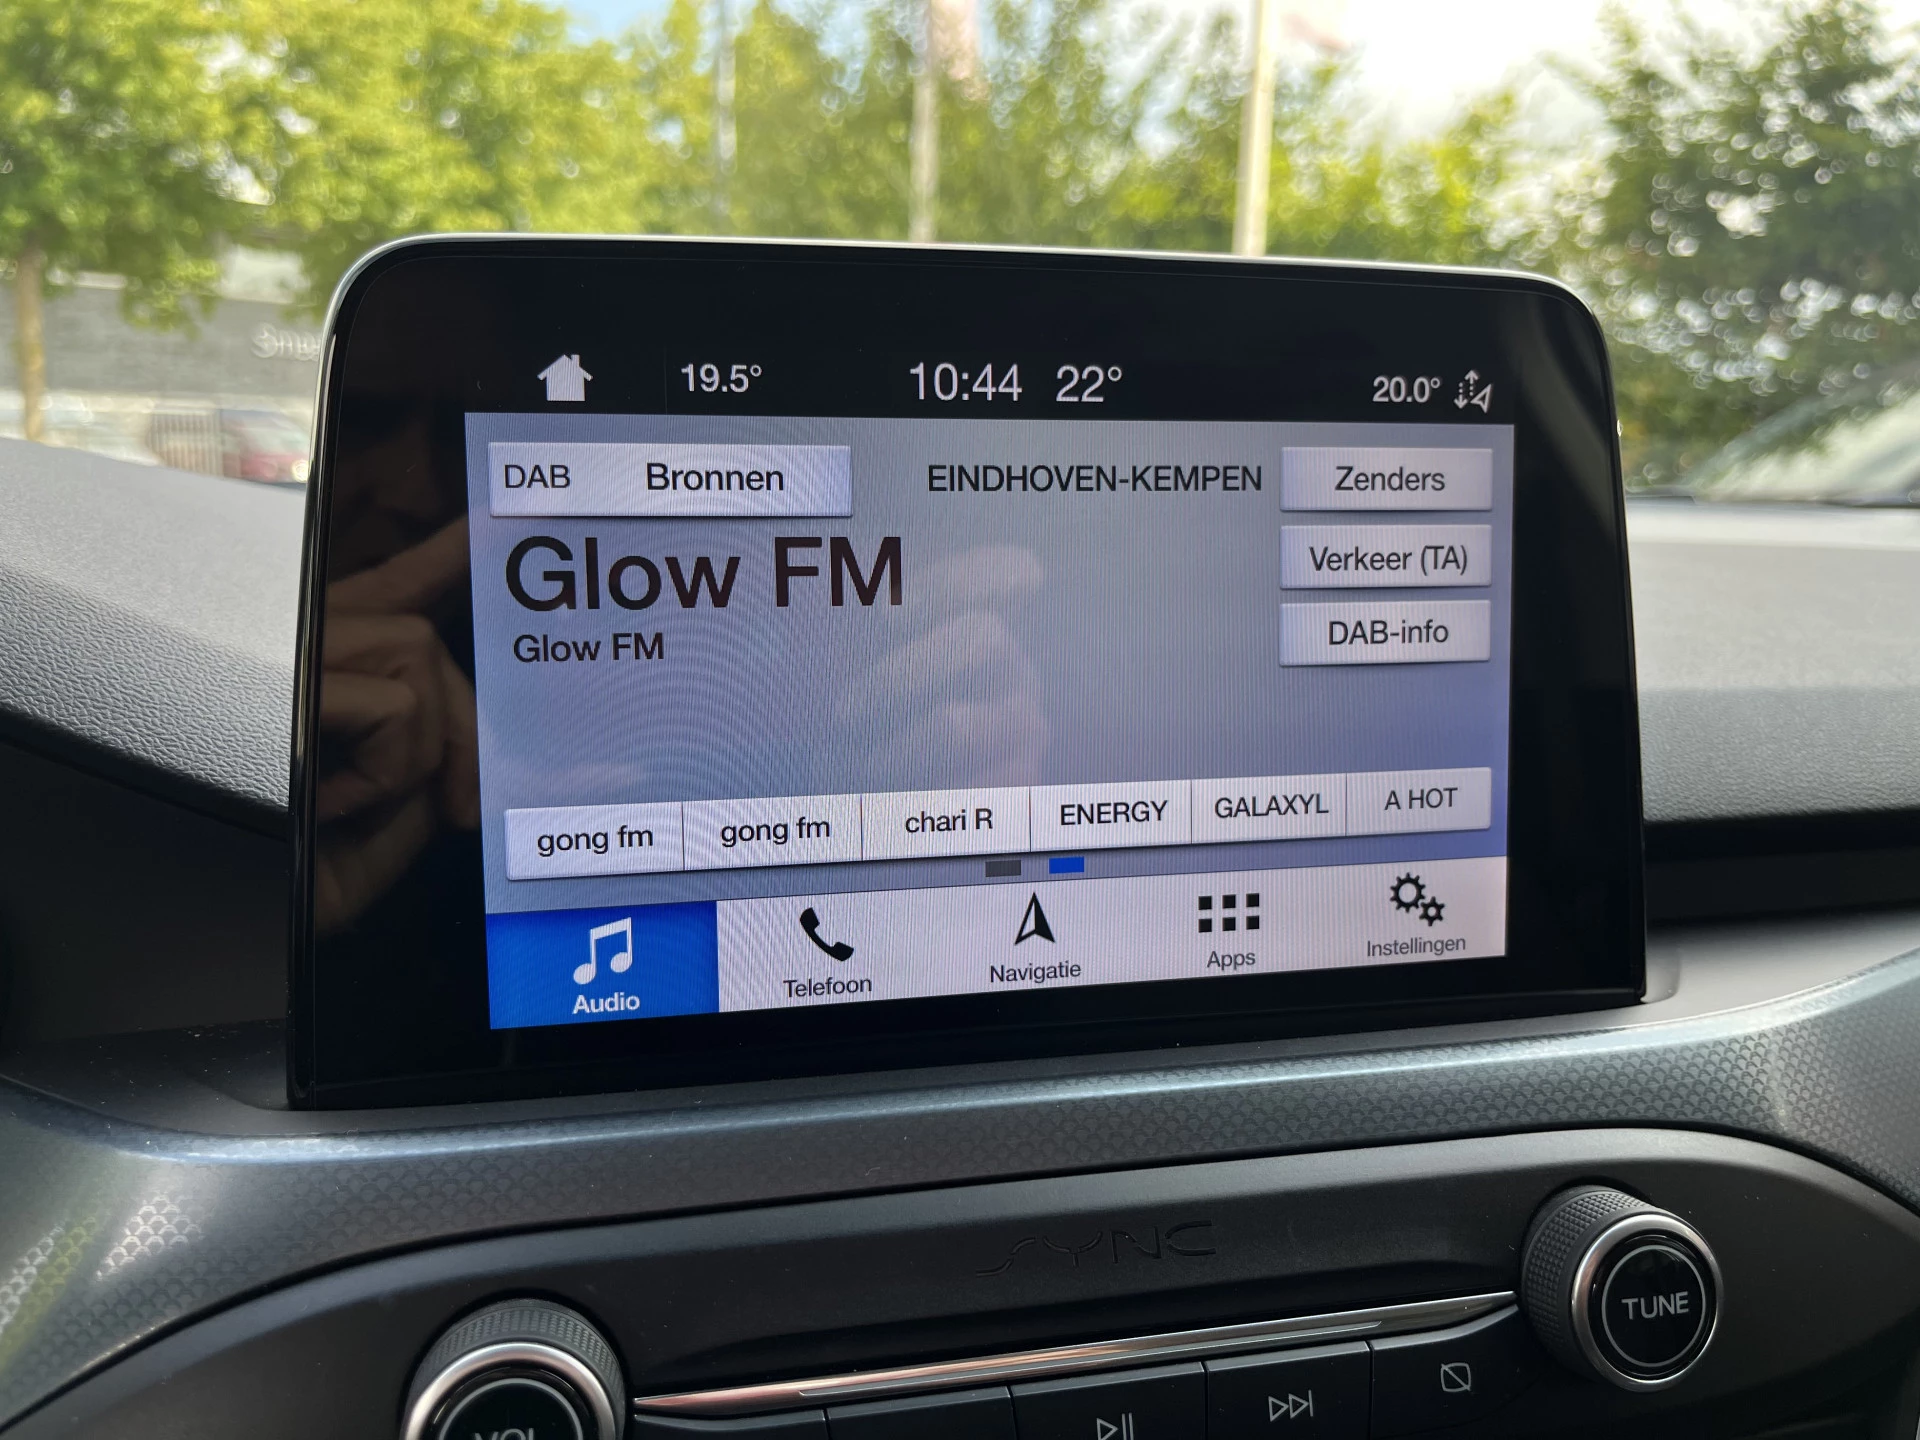 19.5° 10:44 22° 20.0°
DAB Bronnen EINDHOVEN-KEMPEN Zenders
Glow FM
Verkeer (TA)
Glow FM
DAB-info
gong fm gong fm chari R ENERGY GALAXYL A HOT
Audio Telefoon Navigatie Apps Instellingen
SYNC
TUNE
VOL